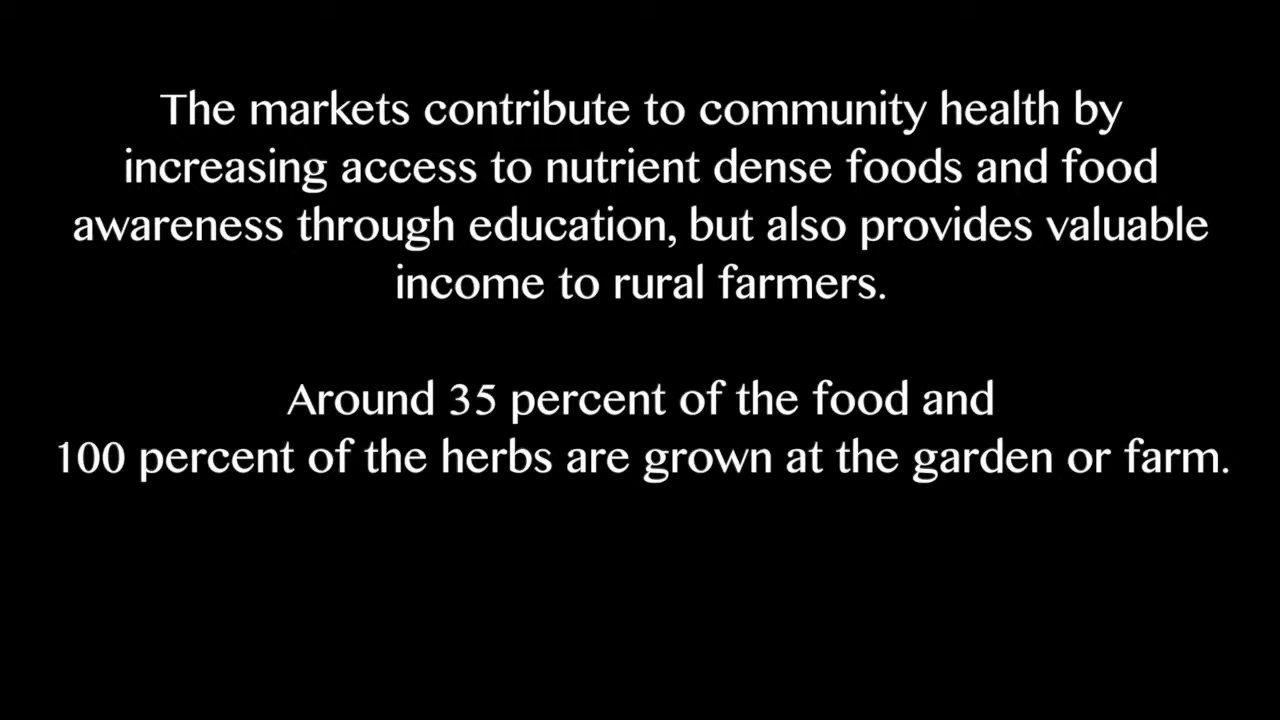 The markets contribute to community health by
increasing access to nutrient dense foods and food
awareness through education, but also provides valuable
income to rural farmers.
Around 35 percent of the food and
100 percent of the herbs are grown at the garden or farm.